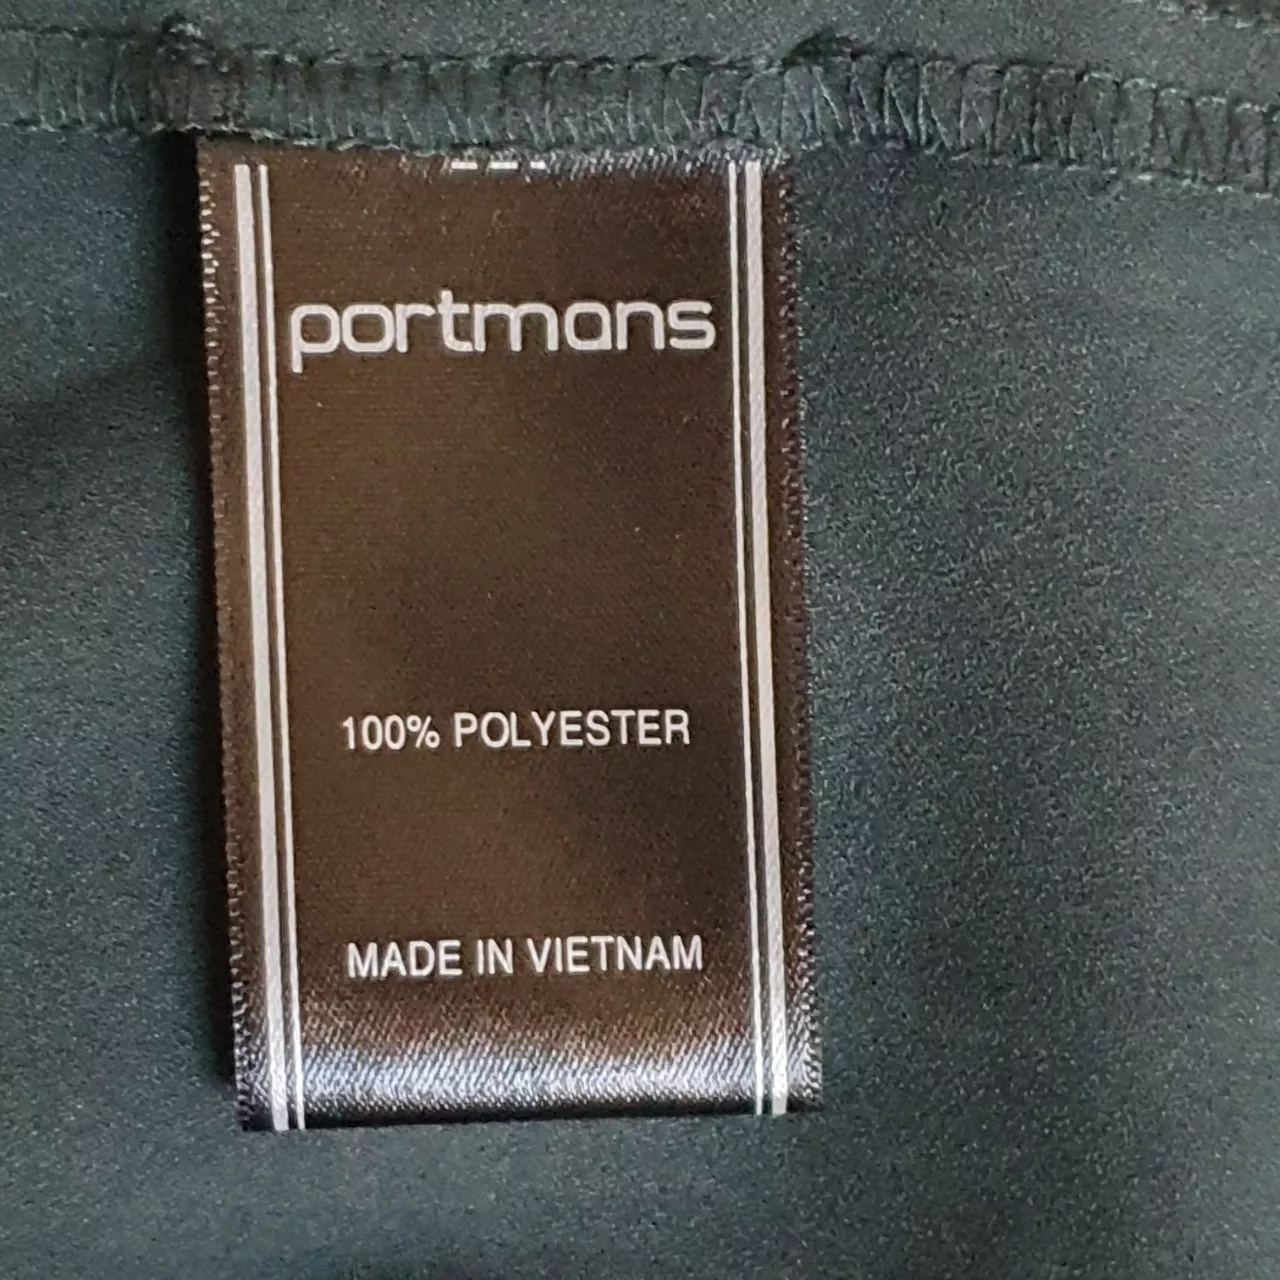 portmans
100% POLYESTER
MADE IN VIETNAM